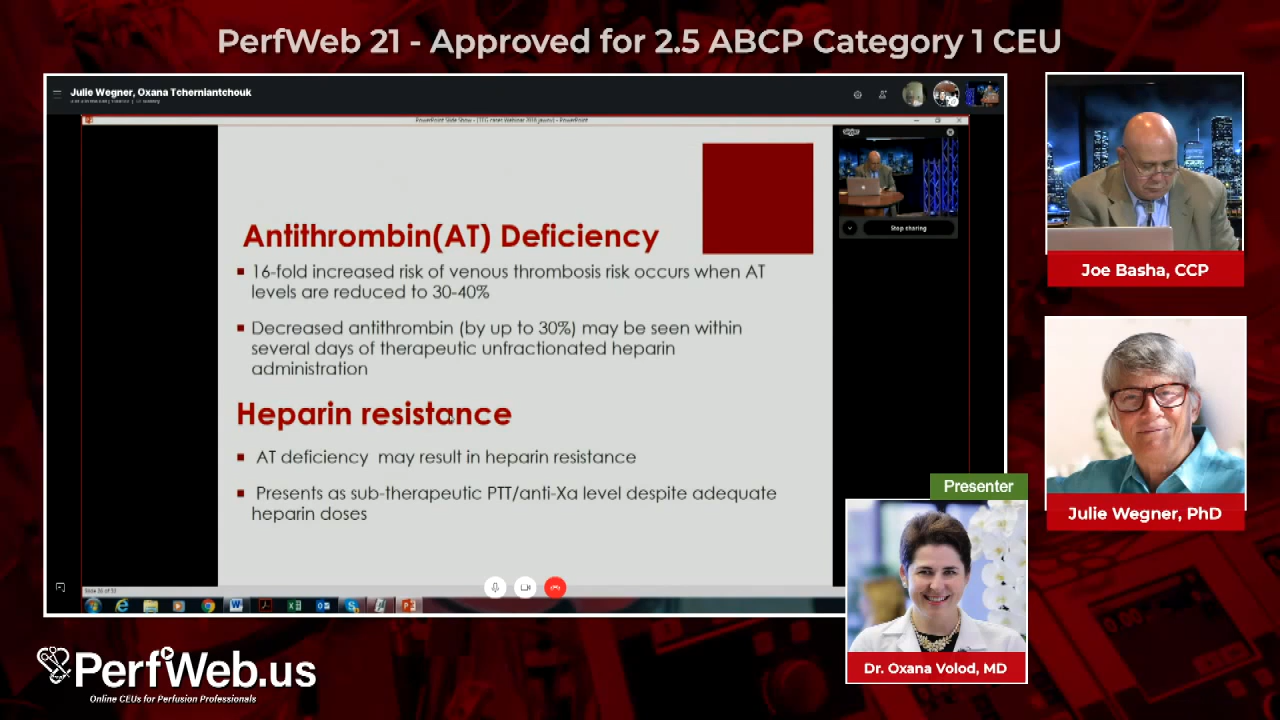 PerfWeb 21 - Approved for 2.5 ABCP Category 1 CEU
Julie Wegner, Oxana Tcherniantchouk
Stop sharing
Antithrombin(AT) Deficiency
16-fold increased risk of venous thrombosis risk occurs when AT
levels are reduced to 30-40%
Decreased antithrombin (by up to 30%) may be seen within
several days of therapeutic unfractionated heparin
administration
Heparin resistance
AT deficiency may result in heparin resistance
Presents as sub-therapeutic PTT/anti-Xa level despite adequate
heparin doses
Joe Basha, CCP
Julie Wegner, PhD
Presenter
Dr. Oxana Volod, MD
PerfWeb.us
Online CEUs for Perfusion Professionals